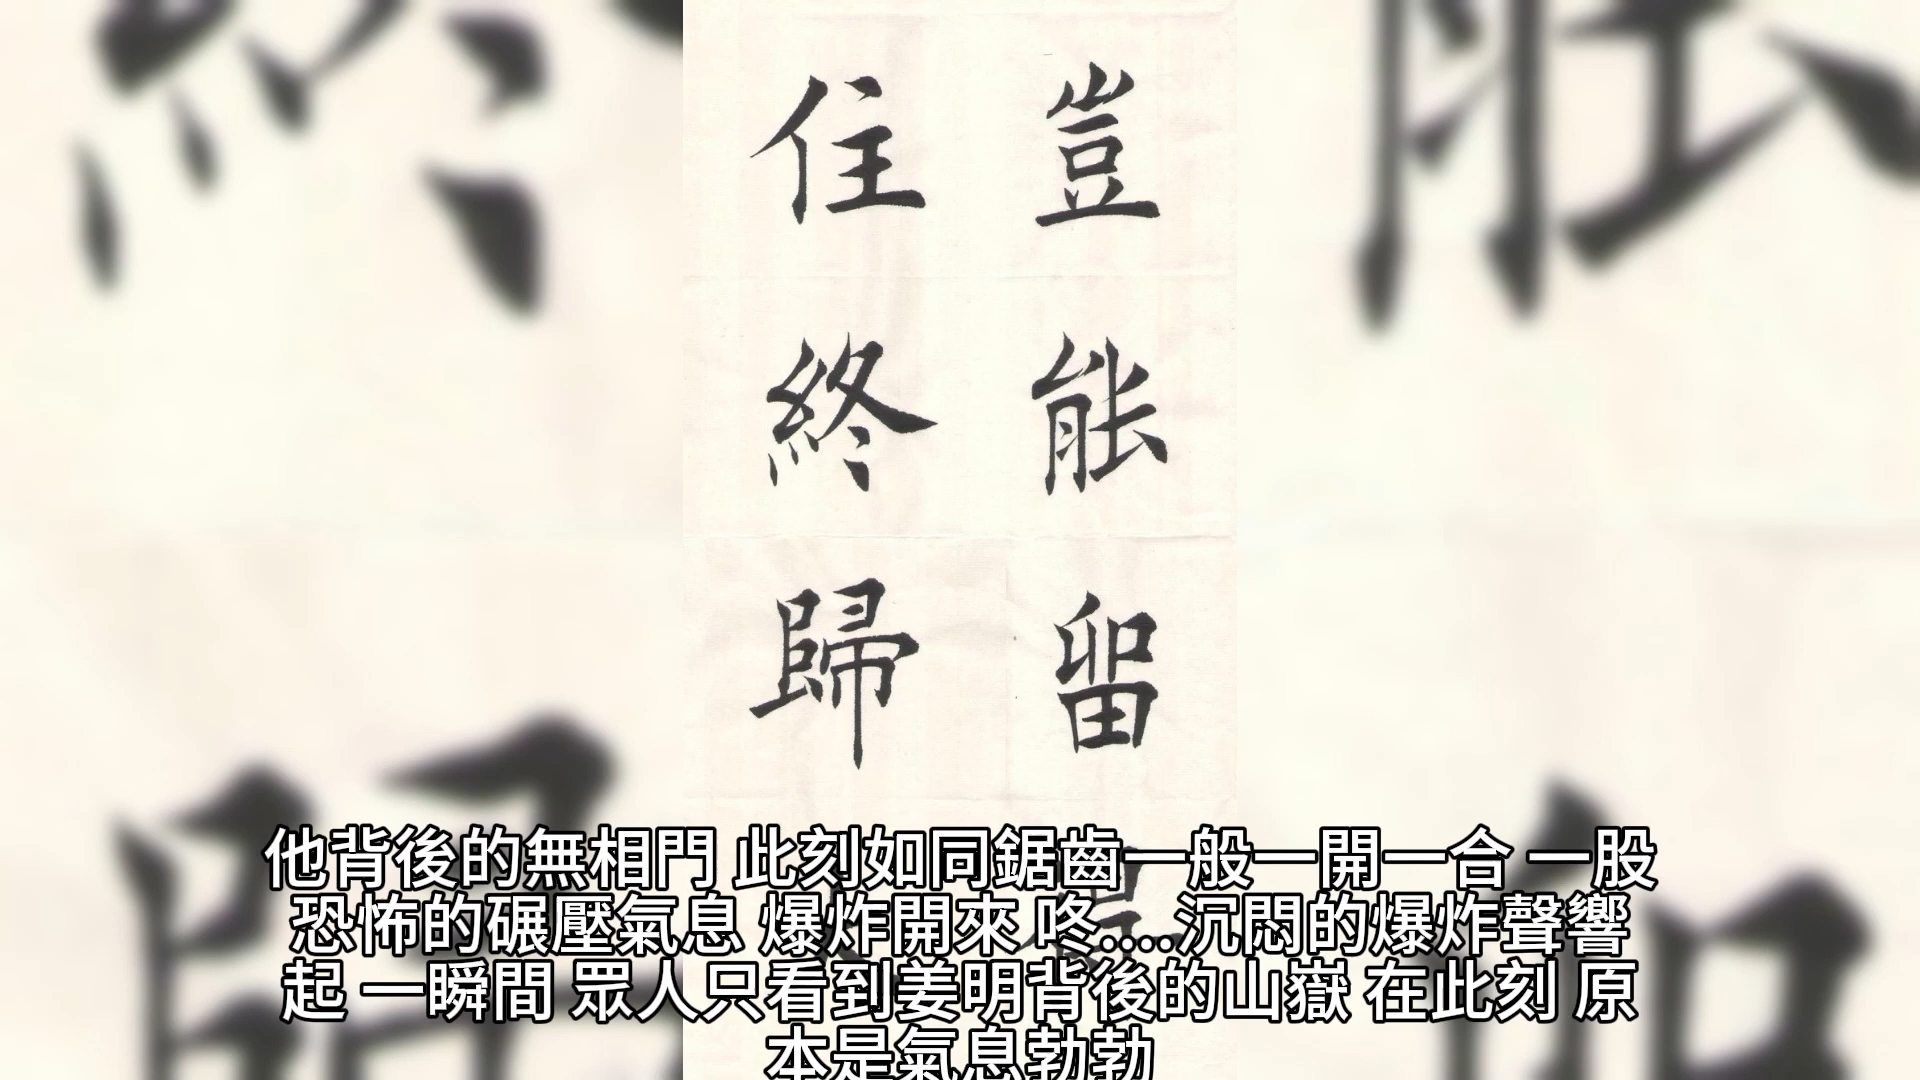 豈能留
住終歸
他背後的無相門 此刻如同鋸齒一般一開一合 一股
恐怖的碾壓氣息 爆炸開來 咚....沉悶的爆炸聲響
起 一瞬間 眾人只看到姜明背後的山嶽 在此刻 原
本是氣息勃勃